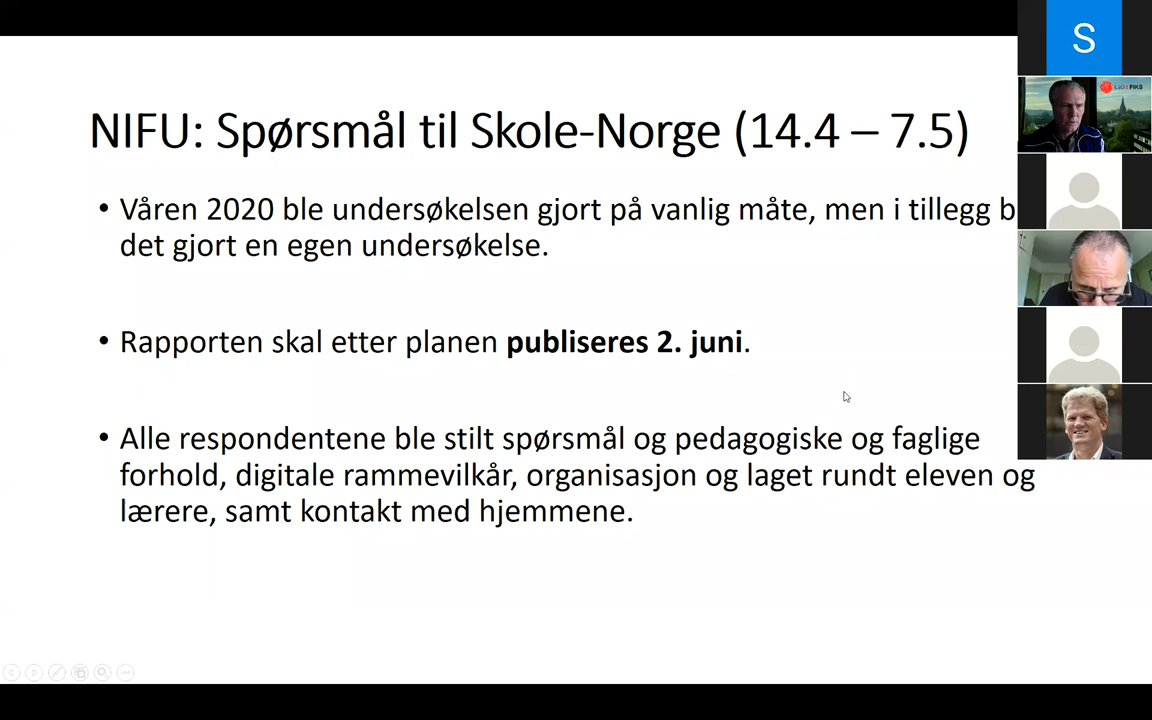 NIFU: Spørsmål til Skole-Norge (14.4 – 7.5)
• Våren 2020 ble undersøkelsen gjort på vanlig måte, men i tillegg b
det gjort en egen undersøkelse.
• Rapporten skal etter planen publiseres 2. juni.
• Alle respondentene ble stilt spørsmål og pedagogiske og faglige
forhold, digitale rammevilkår, organisasjon og laget rundt eleven og
lærere, samt kontakt med hjemmene.
S